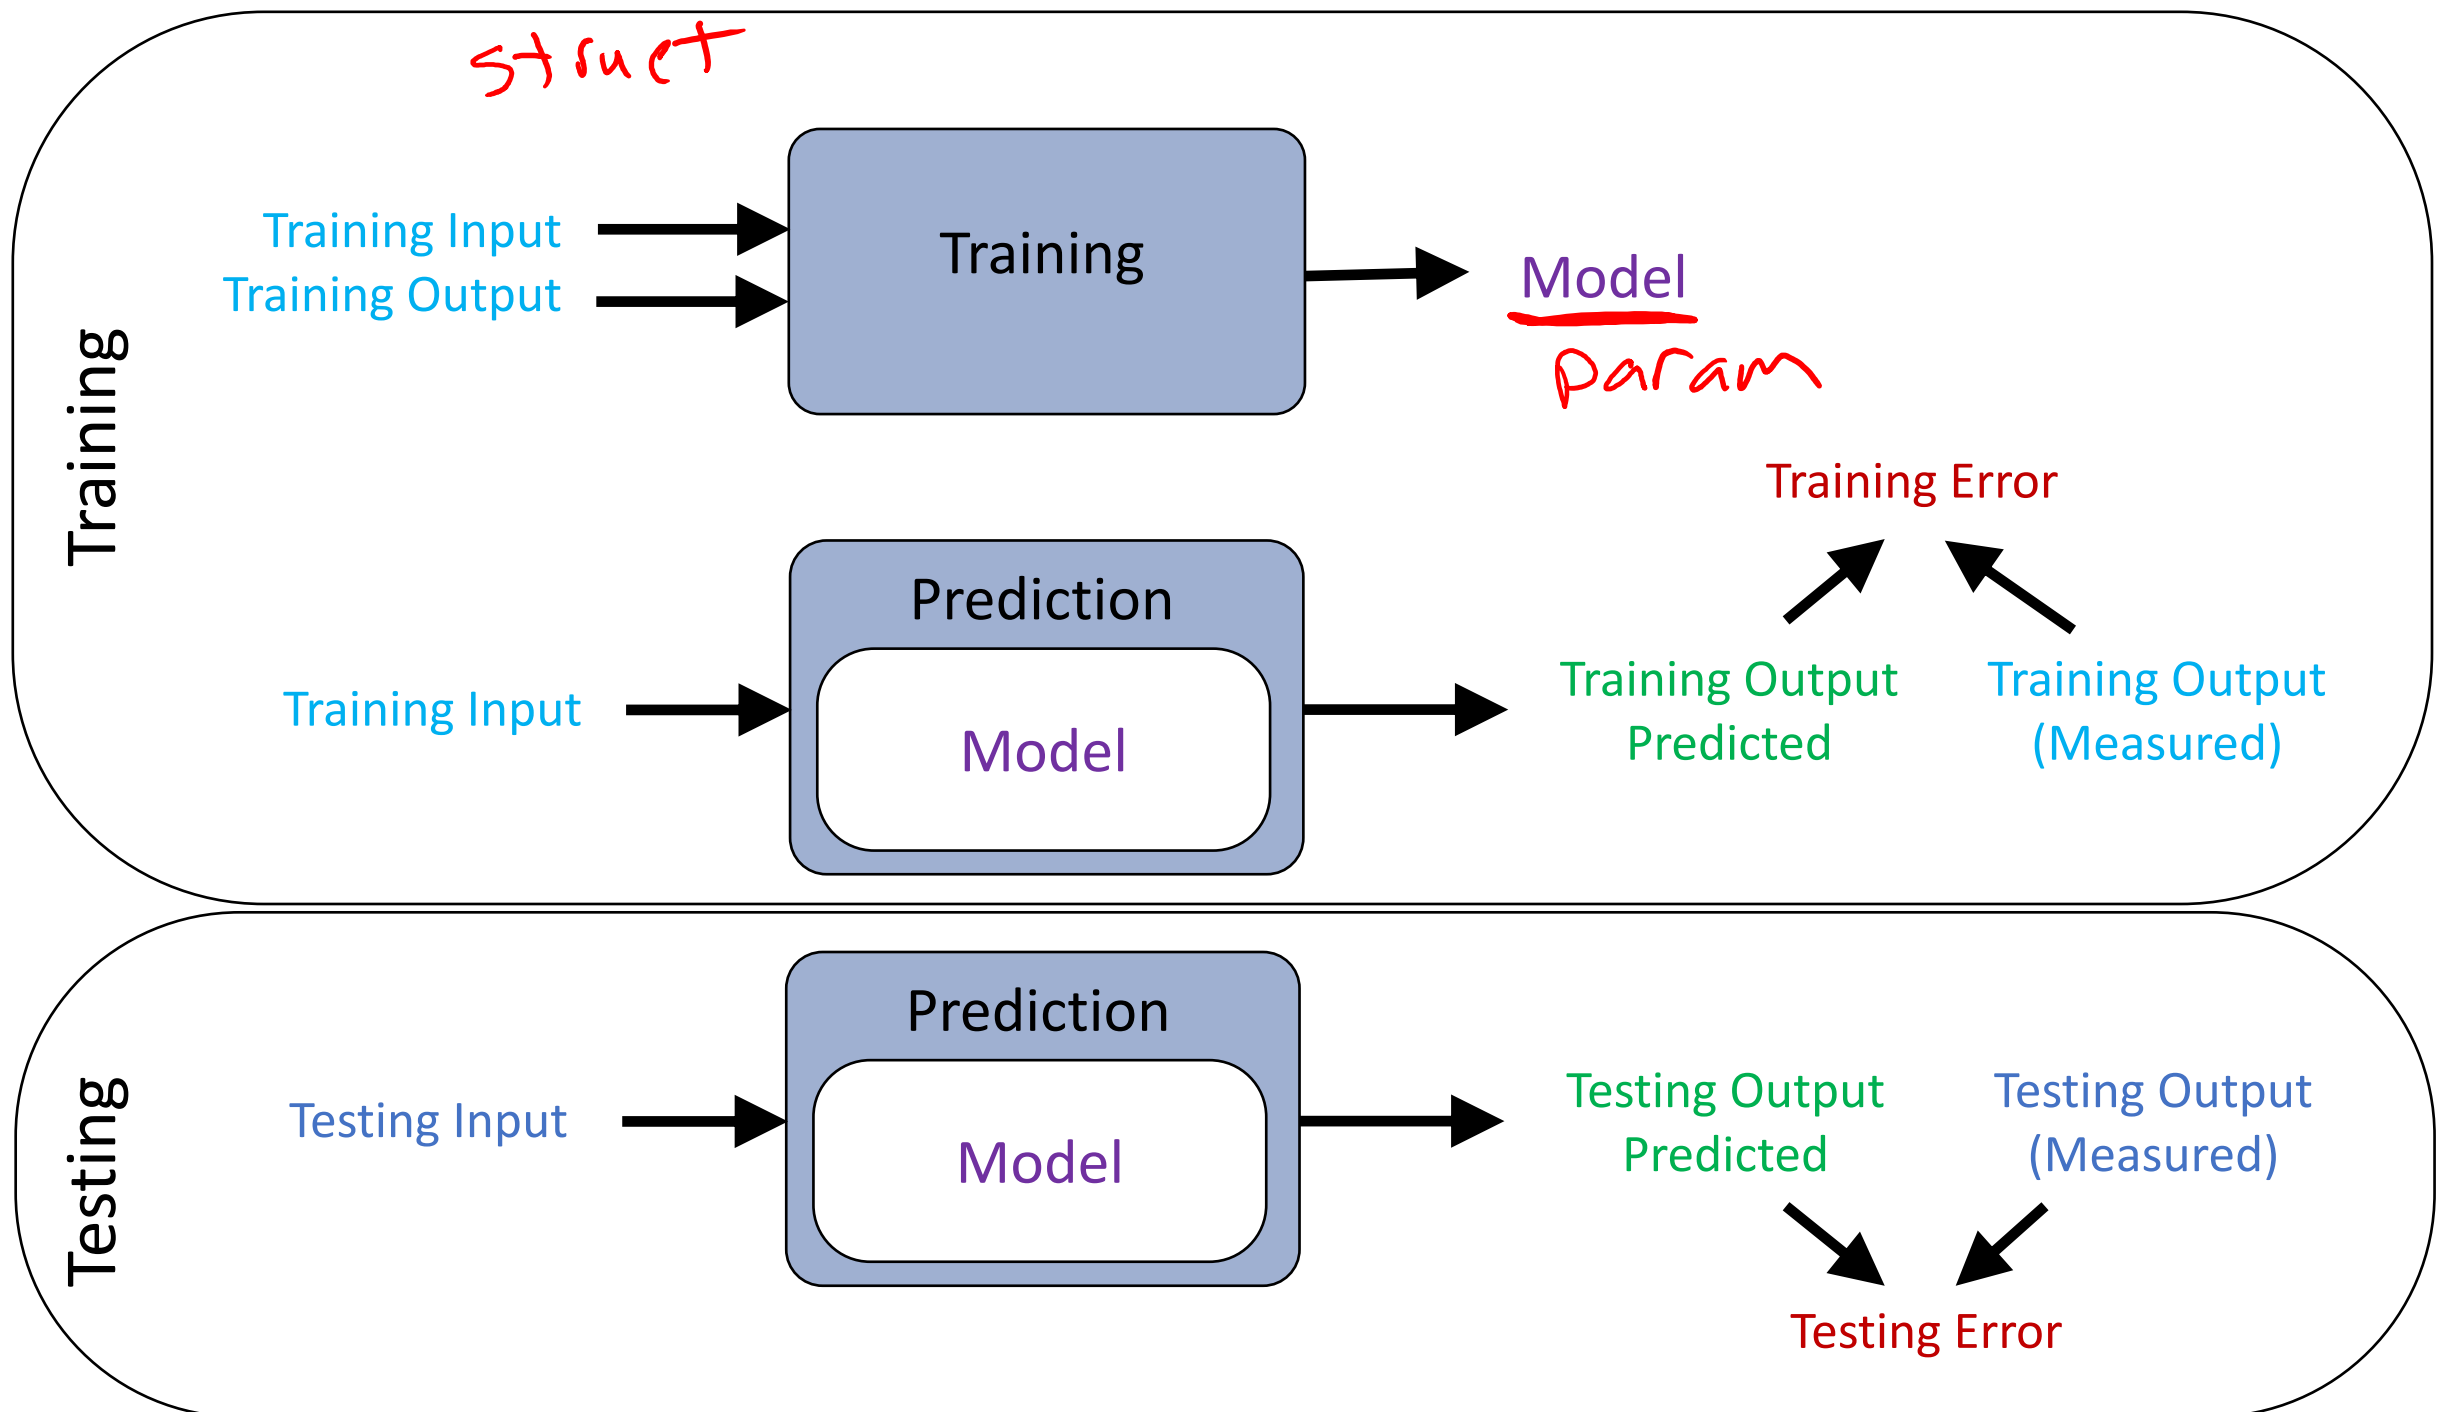 struct
Training
Training Input
Training Output
Training
Model
param
Training Error
Prediction
Training Input
Model
Training Output
Predicted
Training Output
(Measured)
Testing
Prediction
Testing Input
Model
Testing Output
Predicted
Testing Output
(Measured)
Testing Error